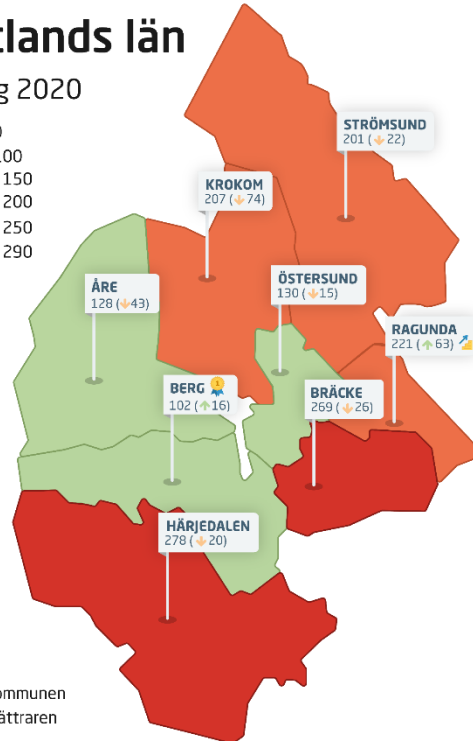 tlands län
g 2020
0
100
150
200
250
290
STRÖMSUND
201 (↓22)
KROKOM
207 (↓74)
ÖSTERSUND
130 (↓15)
ÅRE
128 (↓43)
RAGUNDA
221 (↑63)
BERG
102 (↑16)
BRÄCKE
269 (↓26)
HÄRJEDALEN
278 (↓20)
ommunen
ättraren